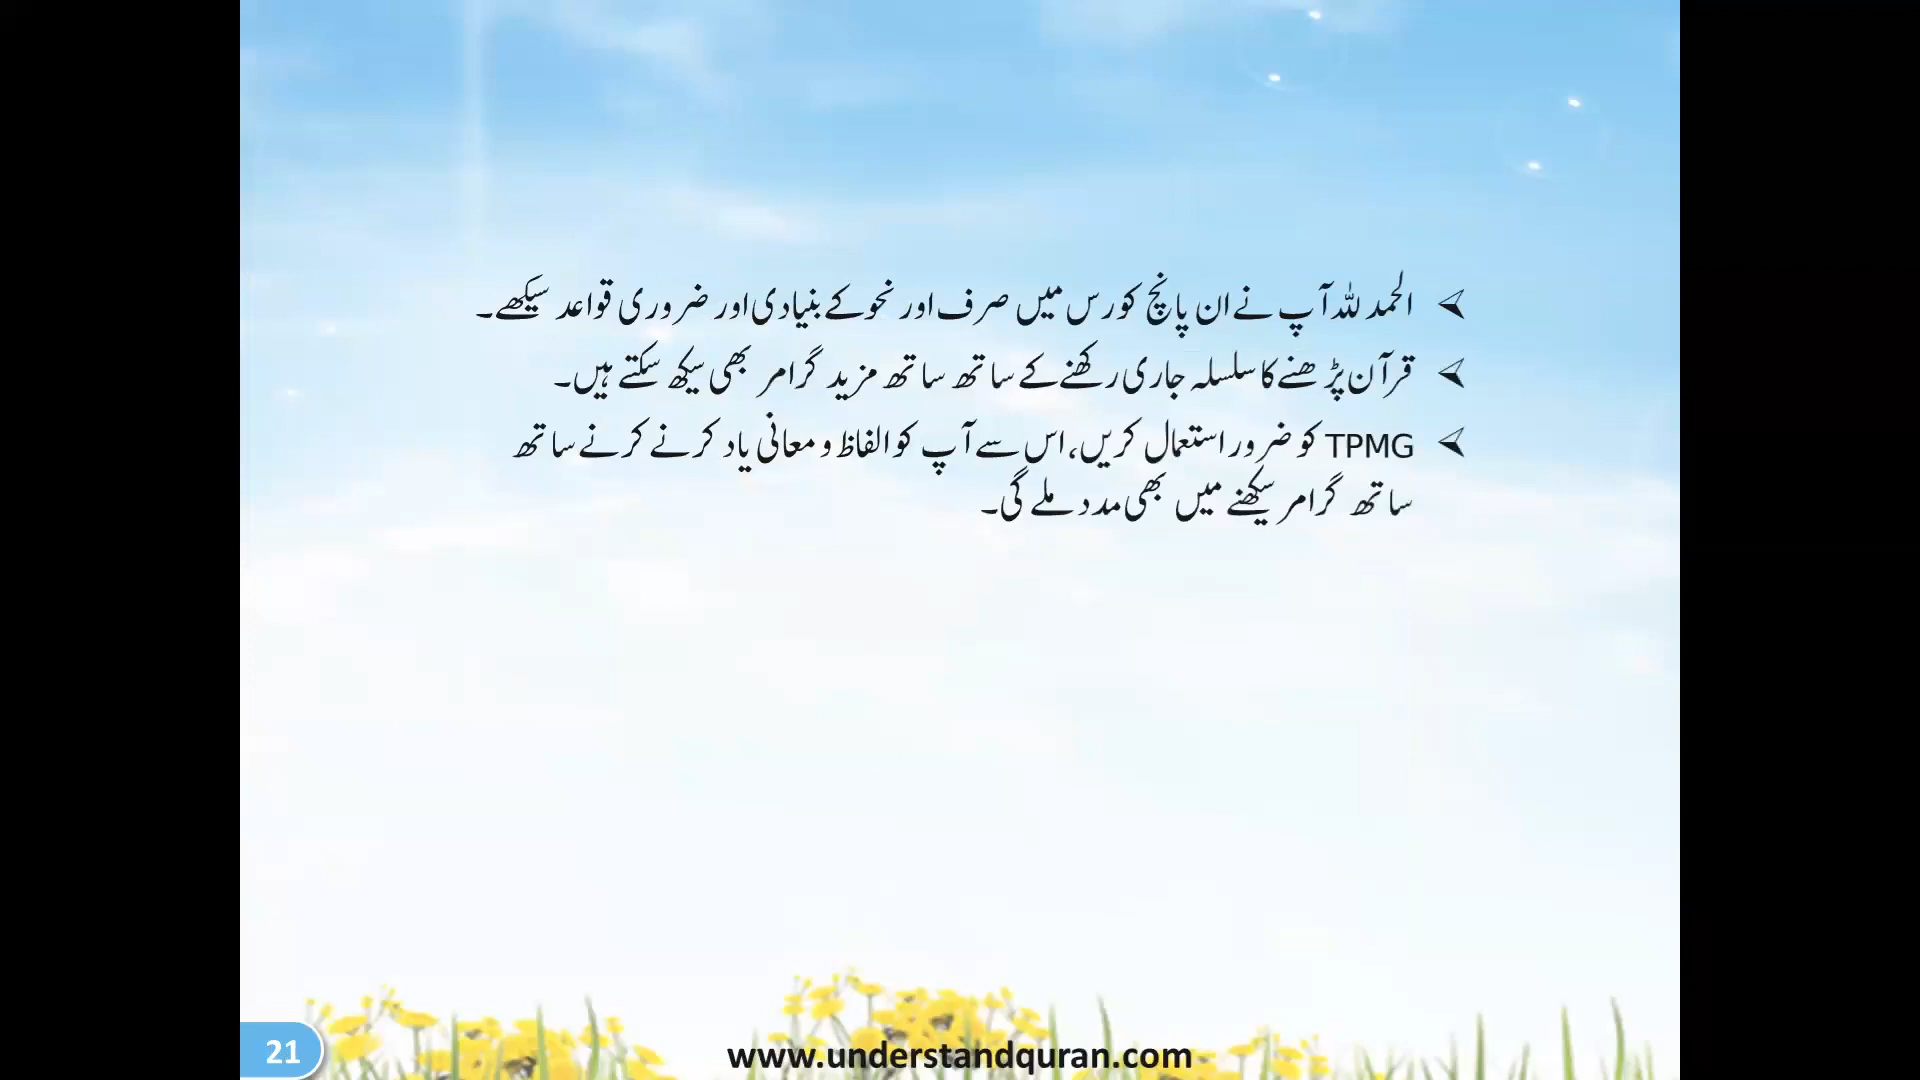 الحمد للہ آپ نے ان پانچ کورس میں صرف اور نحو کے بنیادی اور ضروری قواعد سیکھے۔
قرآن پڑھنے کا سلسلہ جاری رکھنے کے ساتھ ساتھ مزید گرامر بھی سیکھ سکتے ہیں۔
TPMG کو ضرور استعمال کریں، اس سے آپ کو الفاظ و معانی یاد کرنے کرنے ساتھ
ساتھ گرامر سیکھنے میں بھی مدد ملے گی۔
21
www.understandquran.com